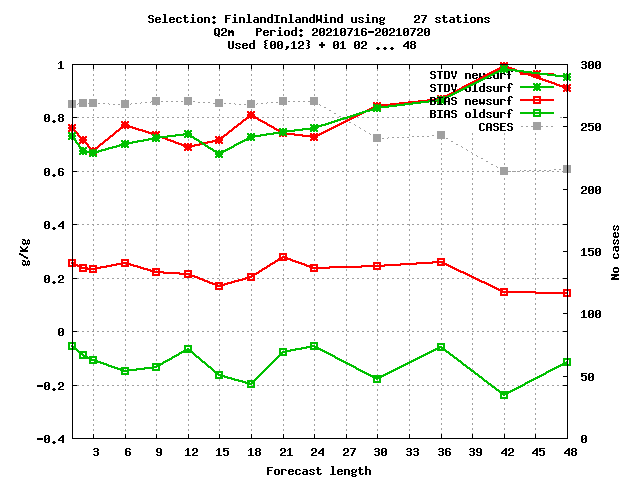 Selection: FinlandInlandWind using    27 stations
Q2m   Period: 20210716-20210720
Used {00,12} + 01 02 ... 48
1
0.8
0.6
0.4
0.2
0
-0.2
-0.4
g/Kg
STDV newsurf
STDV oldsurf
BIAS newsurf
BIAS oldsurf
CASES
300
250
200
150
100
50
0
No cases
3 6 9 12 15 18 21 24 27 30 33 36 39 42 45 48
Forecast length